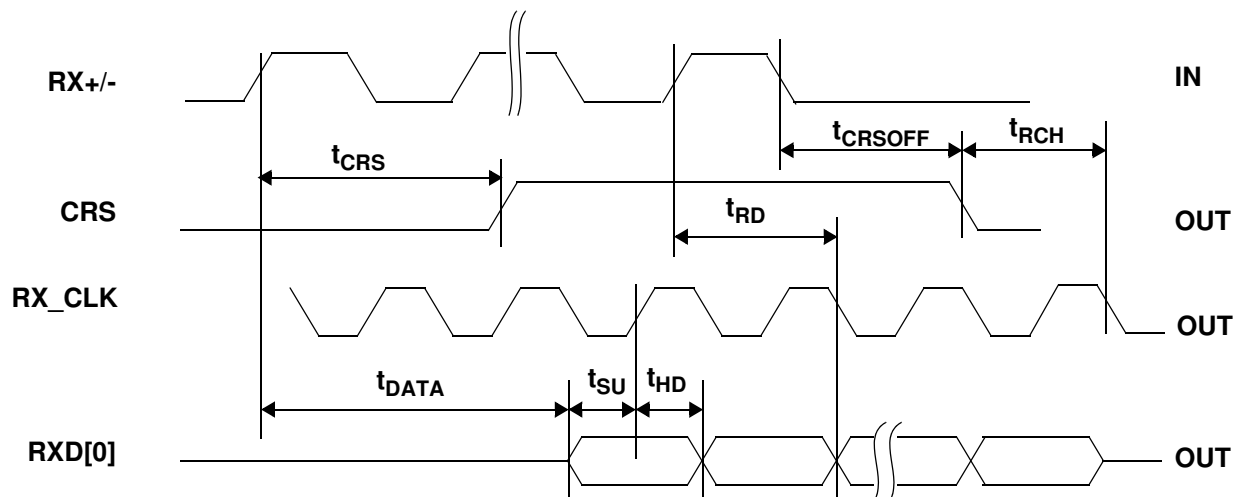 RX+/- IN
tCRSOFF tRCH
tCRS
CRS tRD OUT
RX_CLK OUT
tDATA tSU tHD
RXD[0] OUT